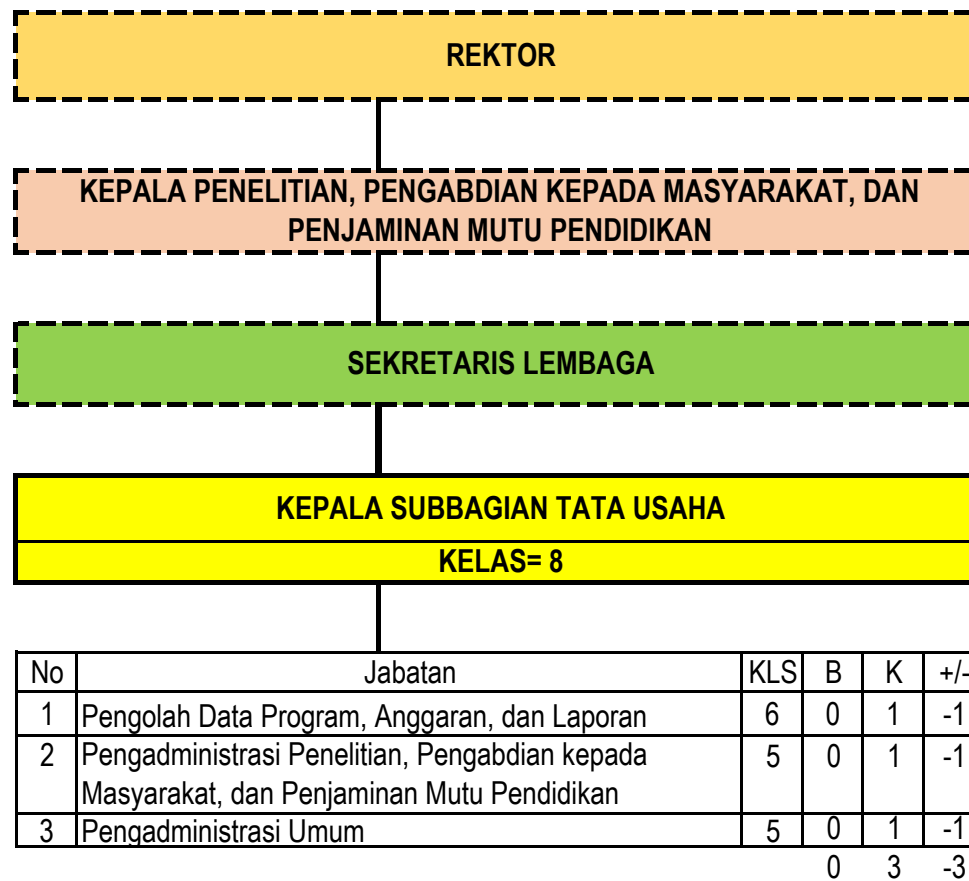 REKTOR
KEPALA PENELITIAN, PENGABDIAN KEPADA MASYARAKAT, DAN
PENJAMINAN MUTU PENDIDIKAN
SEKRETARIS LEMBAGA
KEPALA SUBBAGIAN TATA USAHA
KELAS= 8
No Jabatan KLS B K +/-
1 Pengolah Data Program, Anggaran, dan Laporan 6 0 1 -1
2 Pengadministrasi Penelitian, Pengabdian kepada 5 0 1 -1
Masyarakat, dan Penjaminan Mutu Pendidikan
3 Pengadministrasi Umum 5 0 1 -1
0 3 -3